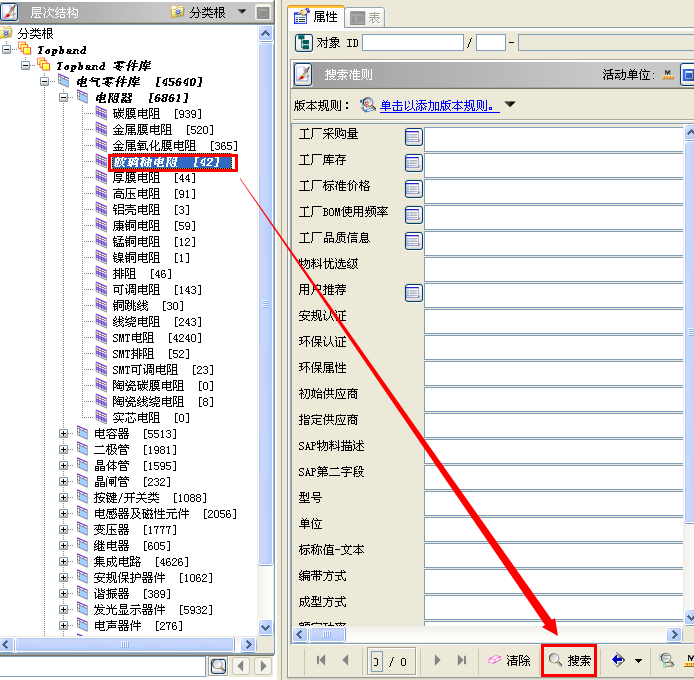 层次结构
分类根
分类根
Topband
Topband 零件库
电气零件库 [45640]
电阻器 [6861]
碳膜电阻 [939]
金属膜电阻 [520]
金属氧化膜电阻 [365]
玻璃釉电阻 [42]
厚膜电阻 [44]
高压电阻 [91]
铝壳电阻 [3]
康铜电阻 [59]
锰铜电阻 [12]
镍铜电阻 [1]
排阻 [46]
可调电阻 [143]
铜跳线 [30]
线绕电阻 [243]
SMT电阻 [4240]
SMT排阻 [52]
SMT可调电阻 [23]
陶瓷碳膜电阻 [0]
陶瓷线绕电阻 [8]
实芯电阻 [0]
电容器 [5513]
二极管 [1981]
晶体管 [1595]
晶闸管 [232]
按键/开关类 [1088]
电感器及磁性元件 [2056]
变压器 [1777]
继电器 [605]
集成电路 [4626]
安规保护器件 [1062]
谐振器 [389]
发光显示器件 [5932]
电声器件 [276]
属性
表
对象 ID / -
搜索准则
活动单位:
版本规则: 单击以添加版本规则。
工厂采购量
工厂库存
工厂标准价格
工厂BOM使用频率
工厂品质信息
物料优选级
用户推荐
安规认证
环保认证
环保属性
初始供应商
指定供应商
SAP物料描述
SAP第二字段
型号
单位
标称值-文本
编带方式
成型方式
额定功率
0 / 0
清除
搜索